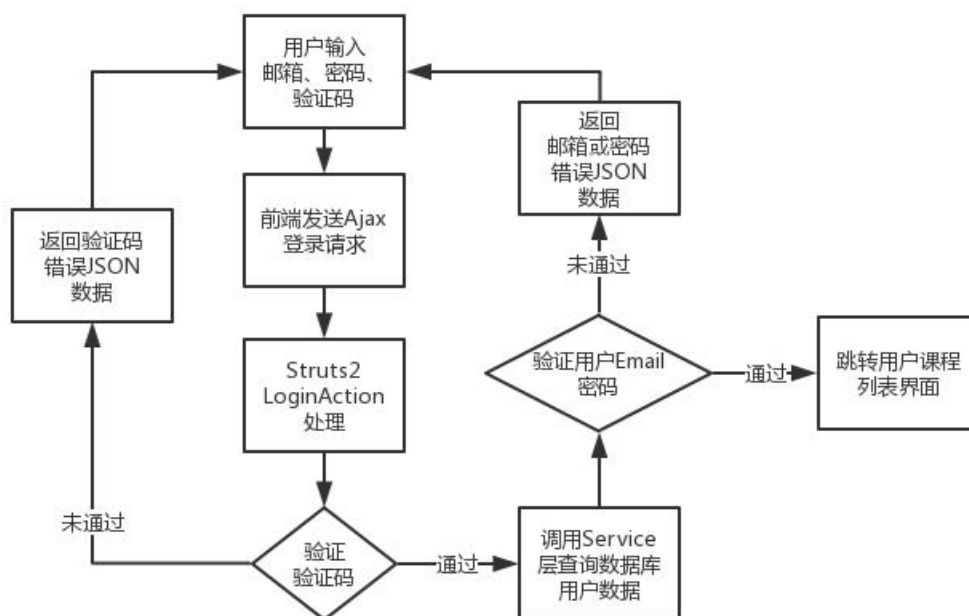 用户输入
邮箱、密码、
验证码
返回
邮箱或密码
错误JSON
数据
前端发送Ajax
登录请求
返回验证码
错误JSON
数据
未通过
Struts2
LoginAction
处理
验证用户Email
密码
通过
跳转用户课程
列表界面
未通过
验证
验证码
通过
调用Service
层查询数据库
用户数据